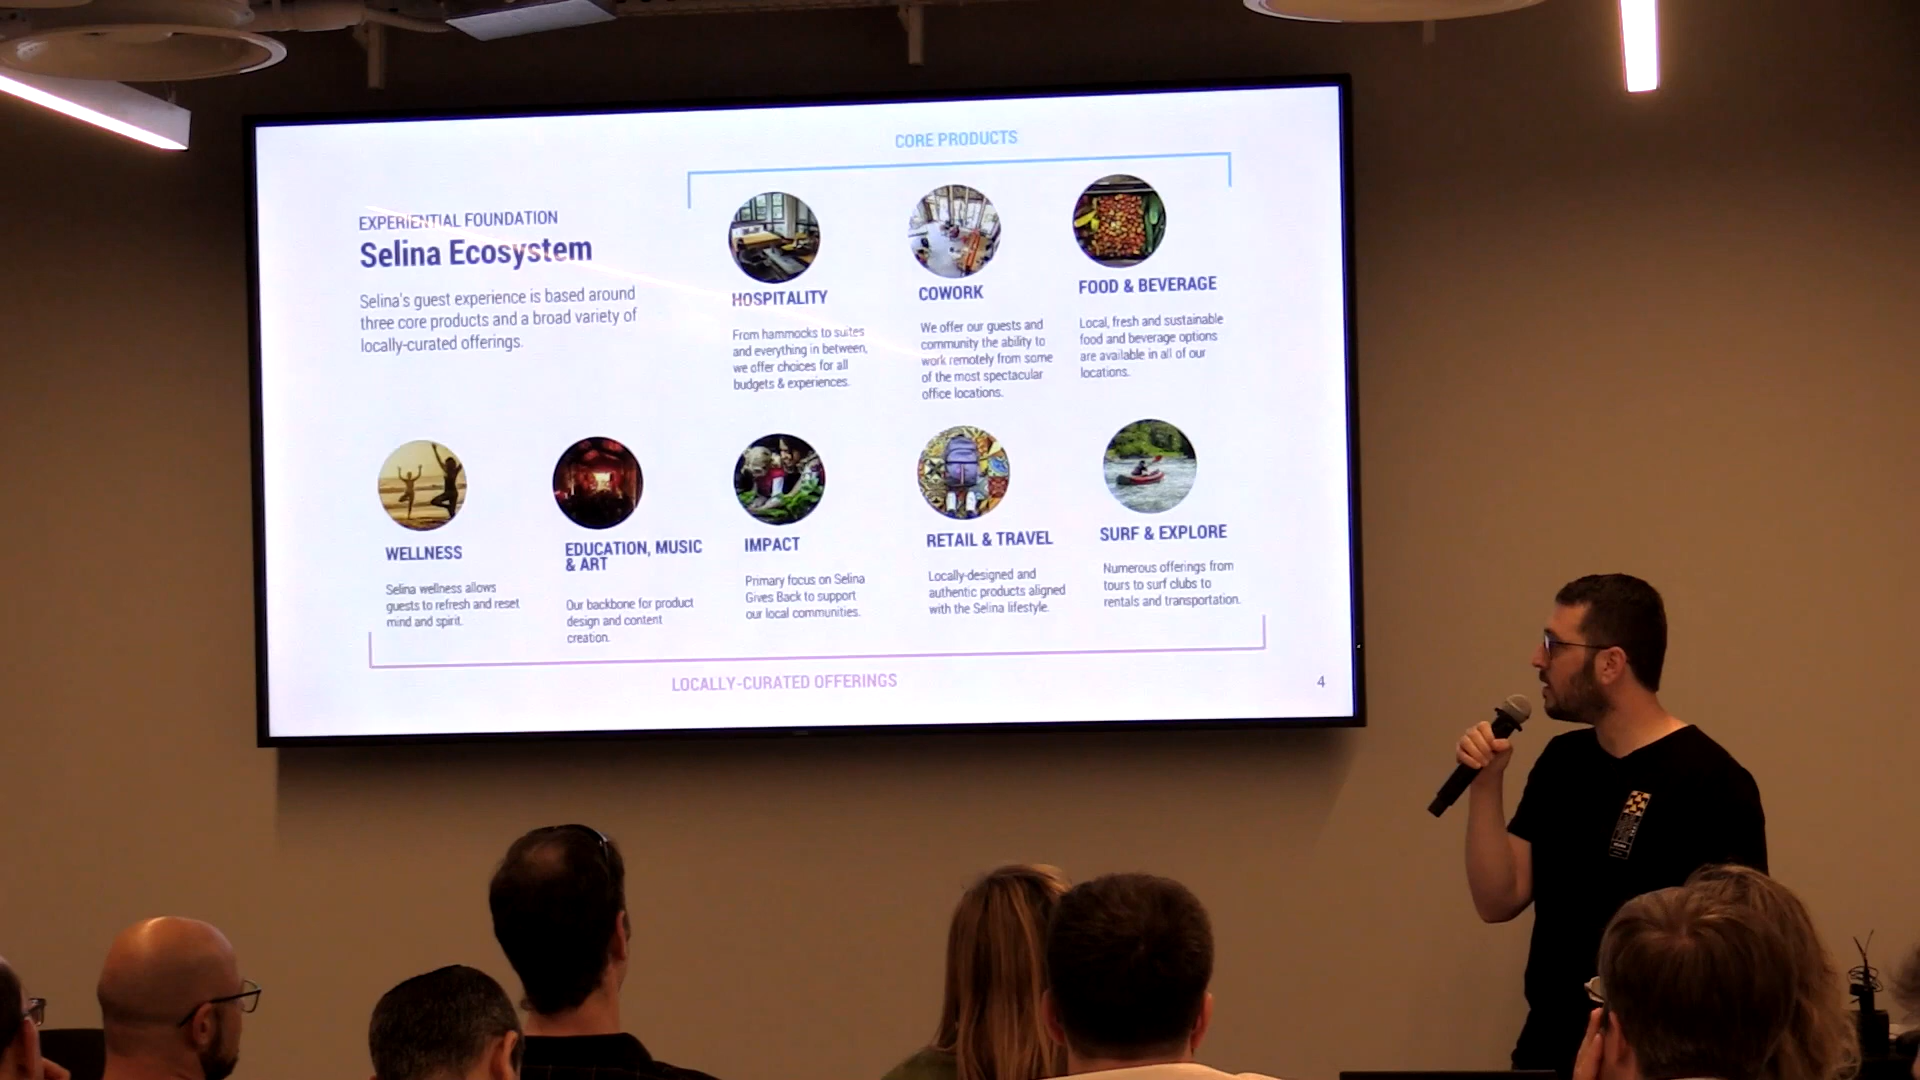 CORE PRODUCTS
EXPERIENTIAL FOUNDATION
Selina Ecosystem
Selina's guest experience is based around
three core products and a broad variety of
locally-curated offerings.
HOSPITALITY
From hammocks to suites
and everything in between,
we offer choices for all
budgets & experiences.
COWORK
We offer our guests and
community the ability to
work remotely from some
of the most spectacular
office locations.
FOOD & BEVERAGE
Local, fresh and sustainable
food and beverage options
are available in all of our
locations.
WELLNESS
Selina wellness allows
guests to refresh and reset
mind and spirit.
EDUCATION, MUSIC
& ART
Our backbone for product
design and content
creation.
IMPACT
Primary focus on Selina
Gives Back to support
our local communities.
RETAIL & TRAVEL
Locally-designed and
authentic products aligned
with the Selina lifestyle.
SURF & EXPLORE
Numerous offerings from
tours to surf clubs to
rentals and transportation.
LOCALLY-CURATED OFFERINGS
4